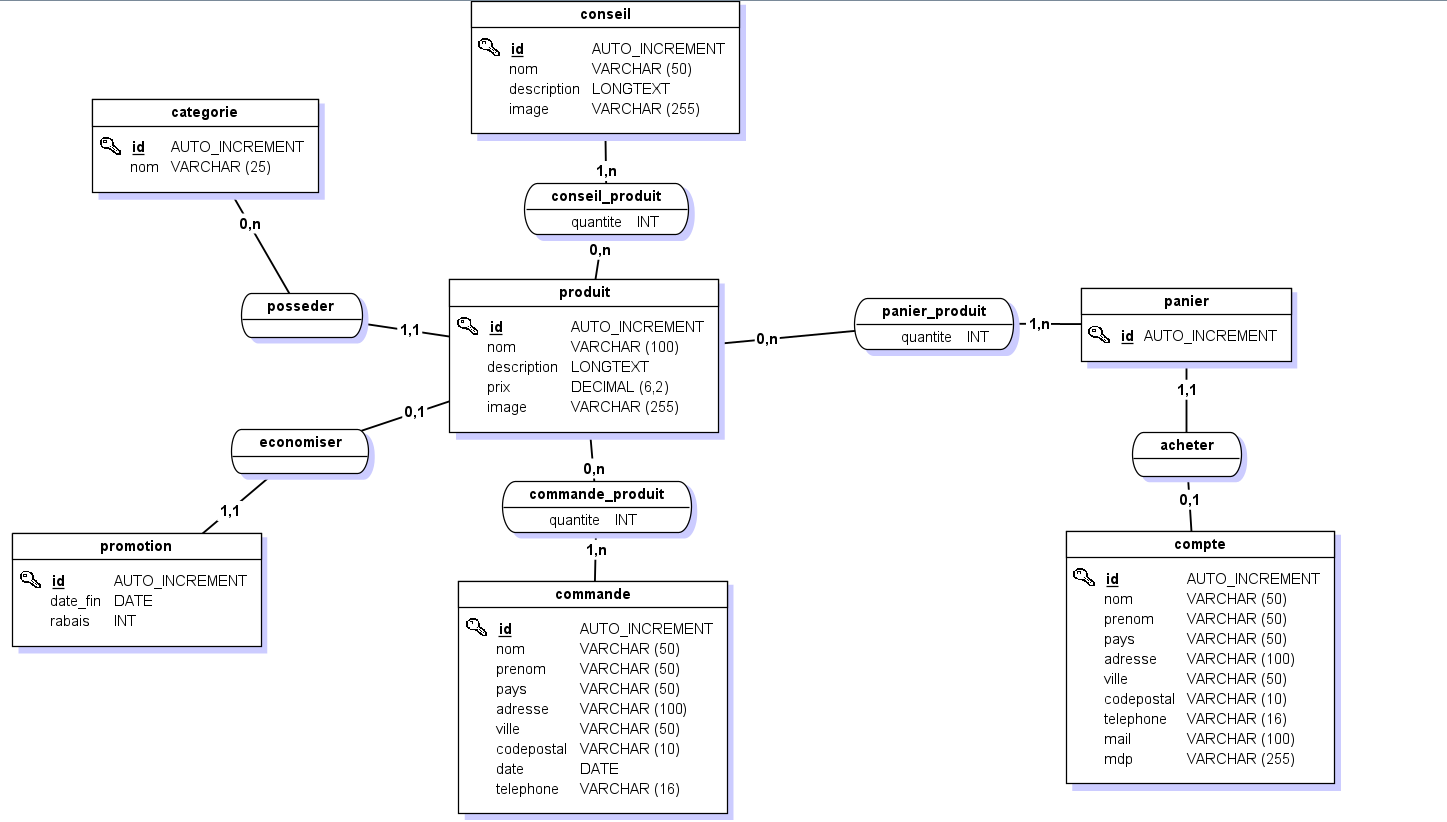 conseil
id AUTO_INCREMENT
nom VARCHAR (50)
description LONGTEXT
image VARCHAR (255)
1,n
conseil_produit
quantite INT
0,n
categorie
id AUTO_INCREMENT
nom VARCHAR (25)
0,n
posseder
1,1
produit
id AUTO_INCREMENT
nom VARCHAR (100)
description LONGTEXT
prix DECIMAL (6,2)
image VARCHAR (255)
0,n
panier_produit
quantite INT
1,n
panier
id AUTO_INCREMENT
1,1
acheter
0,1
compte
id AUTO_INCREMENT
nom VARCHAR (50)
prenom VARCHAR (50)
pays VARCHAR (50)
adresse VARCHAR (100)
ville VARCHAR (50)
codepostal VARCHAR (10)
telephone VARCHAR (16)
mail VARCHAR (100)
mdp VARCHAR (255)
0,1
economiser
1,1
promotion
id AUTO_INCREMENT
date_fin DATE
rabais INT
0,n
commande_produit
quantite INT
1,n
commande
id AUTO_INCREMENT
nom VARCHAR (50)
prenom VARCHAR (50)
pays VARCHAR (50)
adresse VARCHAR (100)
ville VARCHAR (50)
codepostal VARCHAR (10)
date DATE
telephone VARCHAR (16)